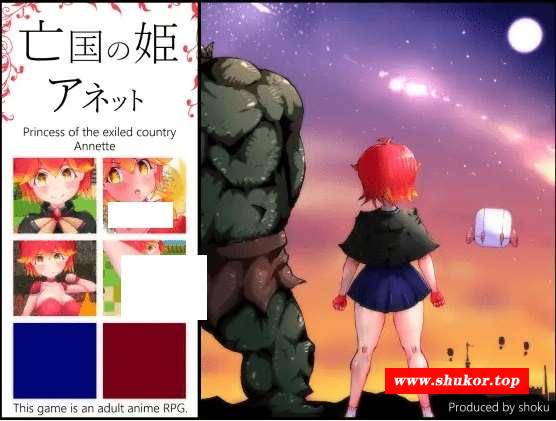 亡国の姫
アネット
Princess of the exiled country
Annette
This game is an adult anime RPG.
www.shukor.top
Produced by shoku